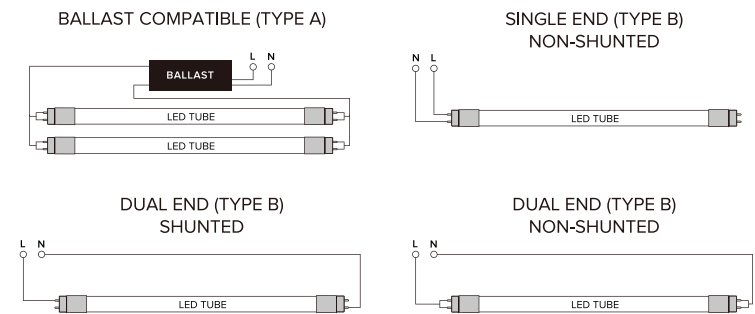 BALLAST COMPATIBLE (TYPE A)
L N
BALLAST
LED TUBE
LED TUBE
SINGLE END (TYPE B)
NON-SHUNTED
N L
LED TUBE
DUAL END (TYPE B)
SHUNTED
L N
LED TUBE
DUAL END (TYPE B)
NON-SHUNTED
L N
LED TUBE